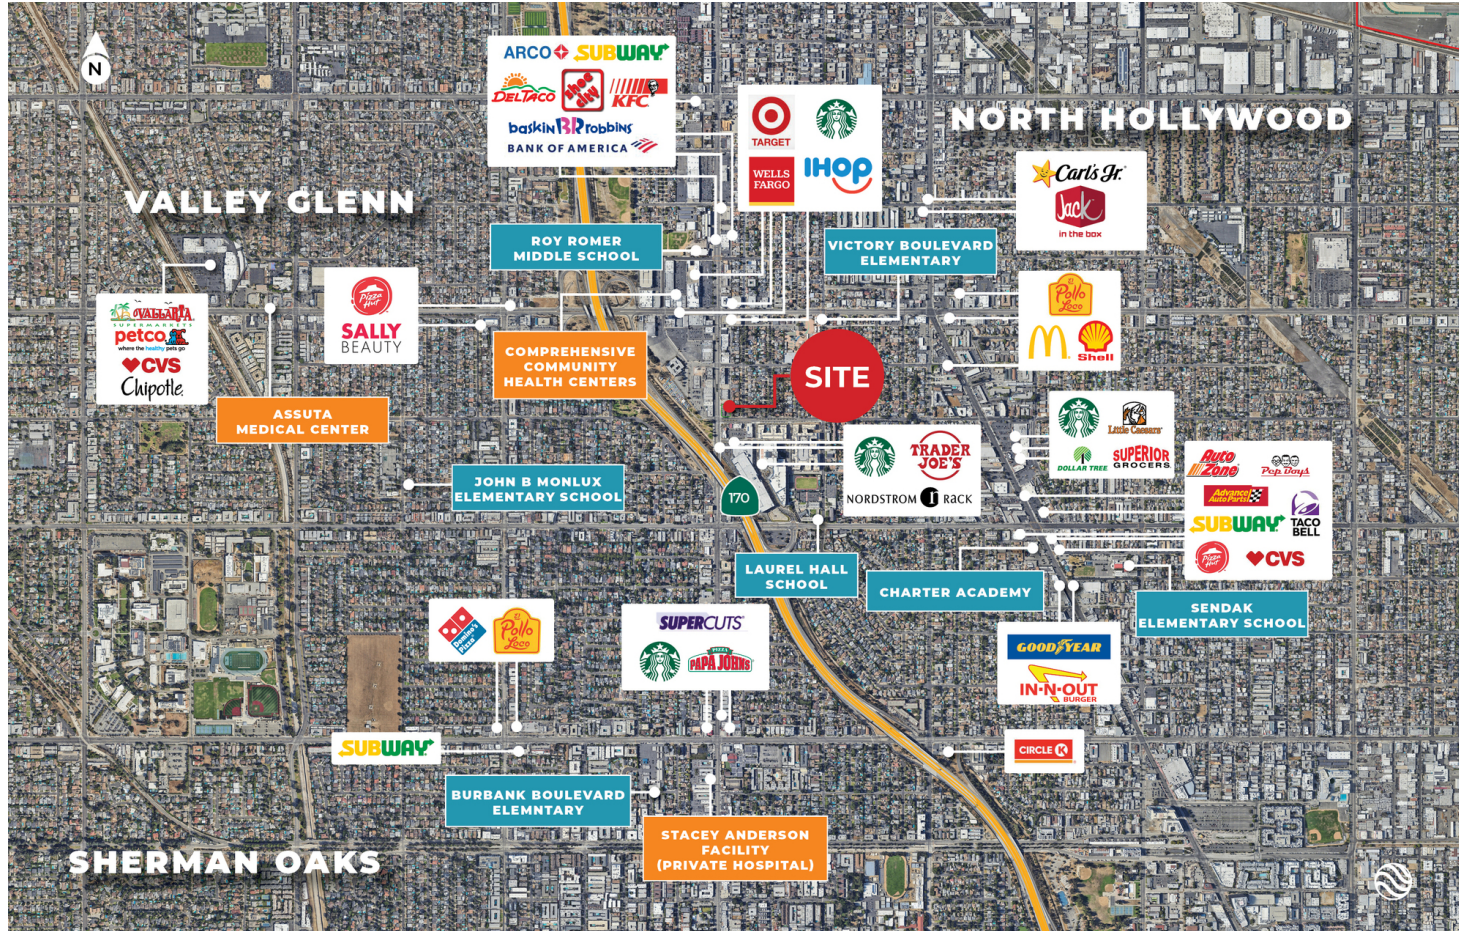 N
ARCO SUBWAY
DEL TACO THE HAT KFC
baskin BR robbins
BANK OF AMERICA
TARGET
WELLS
FARGO
IHOP
NORTH HOLLYWOOD
Carl's Jr.
Jack
in the box
VALLEY GLENN
ROY ROMER
MIDDLE SCHOOL
VICTORY BOULEVARD
ELEMENTARY
VALLARTA
SUPERMARKETS
petco
where the healthy pets go
CVS
Chipotle
Pizza
Hut
SALLY
BEAUTY
El
Pollo
Loco
Shell
COMPREHENSIVE
COMMUNITY
HEALTH CENTERS
SITE
ASSUTA
MEDICAL CENTER
Little Caesars
DOLLAR TREE
SUPERIOR
GROCERS
TRADER
JOE'S
NORDSTROM r RACK
170
JOHN B MONLUX
ELEMENTARY SCHOOL
Auto
Zone
Pep Boys
Advance
Auto Parts
SUBWAY
TACO
BELL
Pizza
Hut
CVS
LAUREL HALL
SCHOOL
CHARTER ACADEMY
SENDAK
ELEMENTARY SCHOOL
Domino's
Pizza
El
Pollo
Loco
SUPERCUTS
PIZZA
PAPA JOHNS
GOODYEAR
IN-N-OUT
BURGER
SUBWAY
CIRCLE K
BURBANK BOULEVARD
ELEMNTARY
STACEY ANDERSON
FACILITY
(PRIVATE HOSPITAL)
SHERMAN OAKS